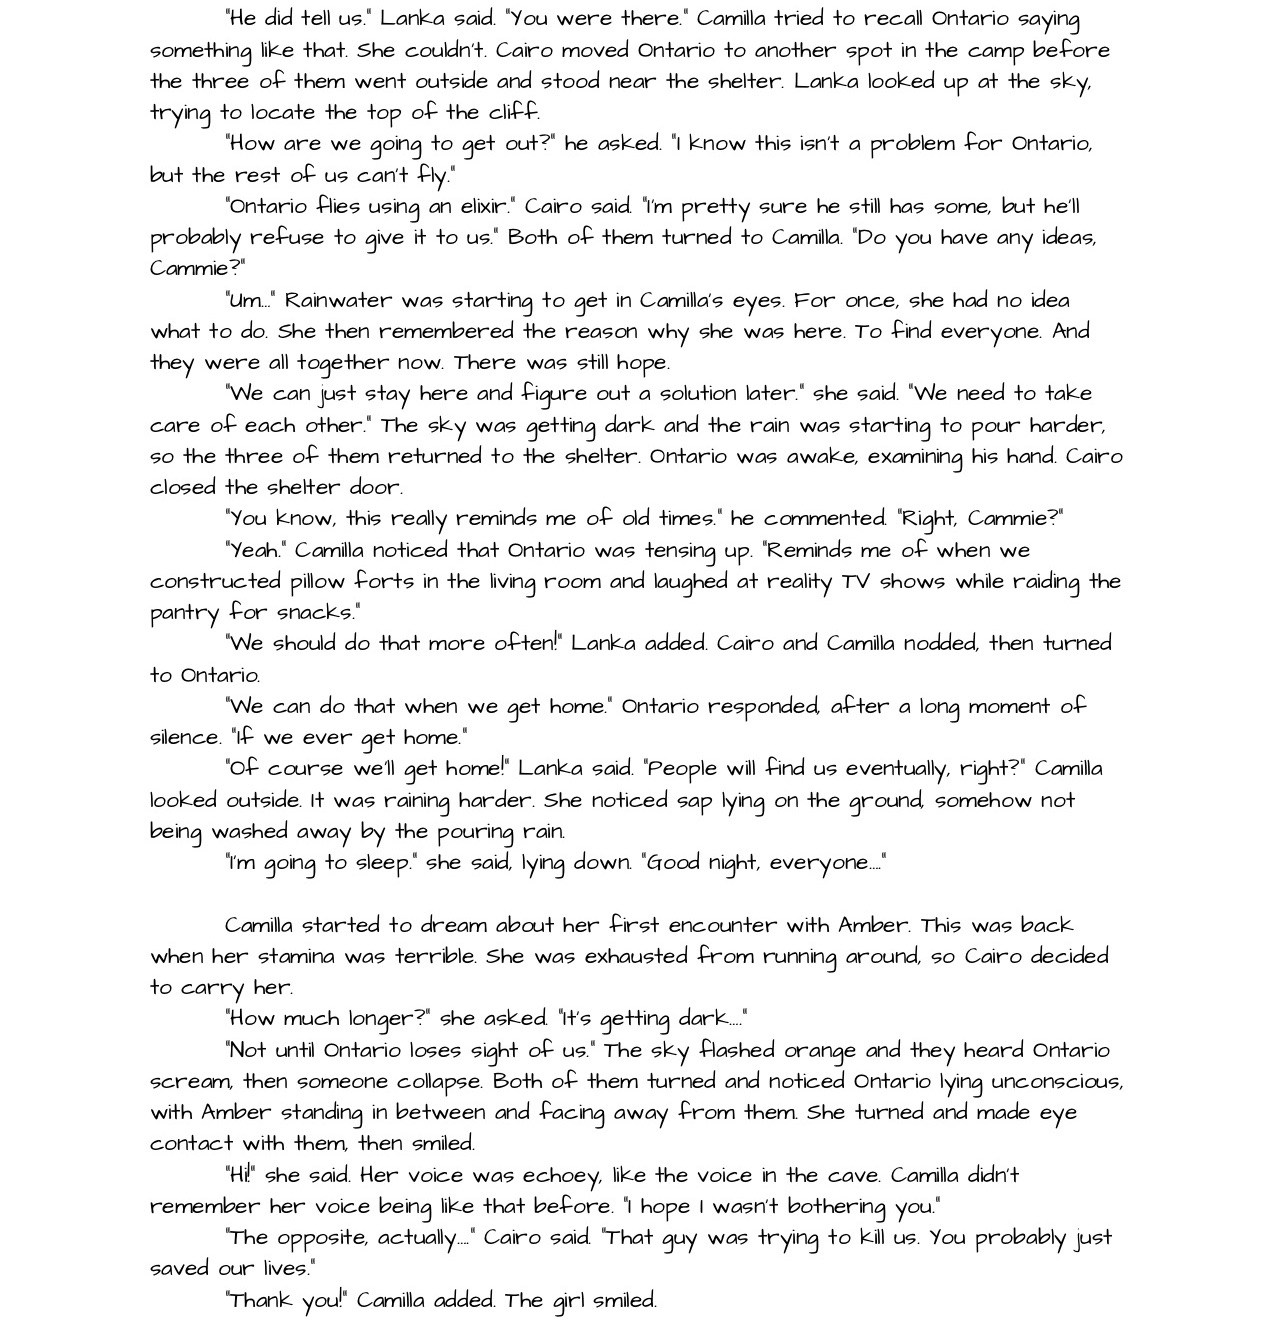 "He did tell us." Lanka said. "You were there." Camilla tried to recall Ontario saying
something like that. She couldn't. Cairo moved Ontario to another spot in the camp before
the three of them went outside and stood near the shelter. Lanka looked up at the sky,
trying to locate the top of the cliff.
"How are we going to get out?" he asked. "I know this isn't a problem for Ontario,
but the rest of us can't fly."
"Ontario flies using an elixir." Cairo said. "I'm pretty sure he still has some, but he'll
probably refuse to give it to us." Both of them turned to Camilla. "Do you have any ideas,
Cammie?"
"Um..." Rainwater was starting to get in Camilla's eyes. For once, she had no idea
what to do. She then remembered the reason why she was here. To find everyone. And
they were all together now. There was still hope.
"We can just stay here and figure out a solution later." she said. "We need to take
care of each other." The sky was getting dark and the rain was starting to pour harder,
so the three of them returned to the shelter. Ontario was awake, examining his hand. Cairo
closed the shelter door.
"You know, this really reminds me of old times." he commented. "Right, Cammie?"
"Yeah." Camilla noticed that Ontario was tensing up. "Reminds me of when we
constructed pillow forts in the living room and laughed at reality TV shows while raiding the
pantry for snacks."
"We should do that more often!" Lanka added. Cairo and Camilla nodded, then turned
to Ontario.
"We can do that when we get home." Ontario responded, after a long moment of
silence. "If we ever get home."
"Of course we'll get home!" Lanka said. "People will find us eventually, right?" Camilla
looked outside. It was raining harder. She noticed sap lying on the ground, somehow not
being washed away by the pouring rain.
"I'm going to sleep." she said, lying down. "Good night, everyone...."
Camilla started to dream about her first encounter with Amber. This was back
when her stamina was terrible. She was exhausted from running around, so Cairo decided
to carry her.
"How much longer?" she asked. "It's getting dark...."
"Not until Ontario loses sight of us." The sky flashed orange and they heard Ontario
scream, then someone collapse. Both of them turned and noticed Ontario lying unconscious,
with Amber standing in between and facing away from them. She turned and made eye
contact with them, then smiled.
"Hi!" she said. Her voice was echoey, like the voice in the cave. Camilla didn't
remember her voice being like that before. "I hope I wasn't bothering you."
"The opposite, actually...." Cairo said. "That guy was trying to kill us. You probably just
saved our lives."
"Thank you!" Camilla added. The girl smiled.